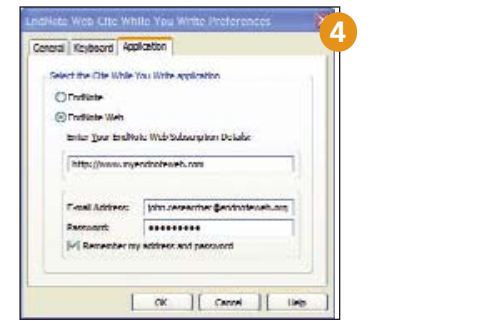 EndNote Web Cite While You Write Preferences
4
General Keyboard Application
Select the Cite While You Write application
EndNote
EndNote Web
Enter Your EndNote Web Subscription Details:
http://www.myendnoteweb.com
E-mail Address: john.researcher@endnoteweb.org
Password: •••••••••
Remember my address and password
OK Cancel Help